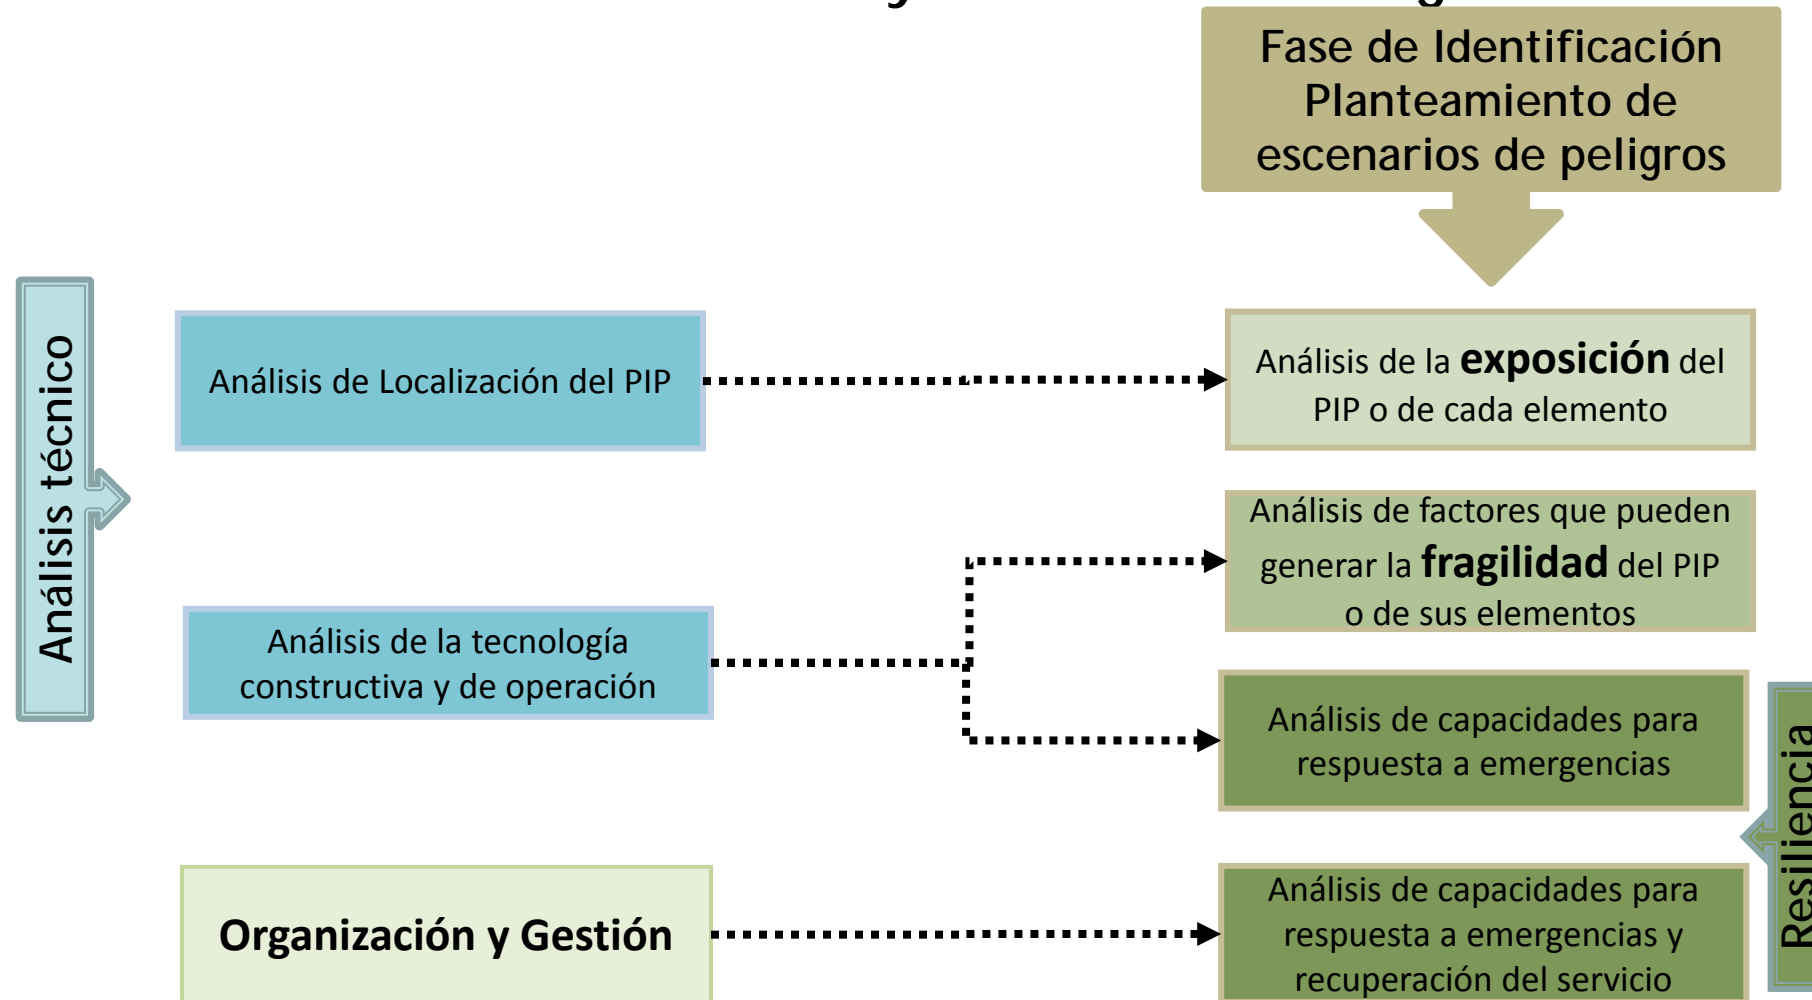 Fase de Identificación
Planteamiento de
escenarios de peligros
Análisis técnico
Análisis de Localización del PIP
Análisis de la exposición del
PIP o de cada elemento
Análisis de factores que pueden
generar la fragilidad del PIP
o de sus elementos
Análisis de la tecnología
constructiva y de operación
Análisis de capacidades para
respuesta a emergencias
Resiliencia
Organización y Gestión
Análisis de capacidades para
respuesta a emergencias y
recuperación del servicio